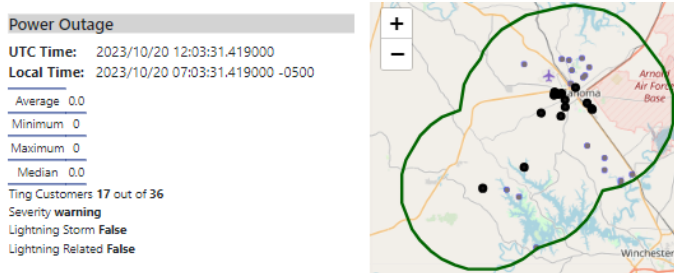 Power Outage
UTC Time: 2023/10/20 12:03:31.419000
Local Time: 2023/10/20 07:03:31.419000 -0500
Average 0.0
Minimum 0
Maximum 0
Median 0.0
Ting Customers 17 out of 36
Severity warning
Lightning Storm False
Lightning Related False
+
−
Arnold
Air Force
Base
Winchester